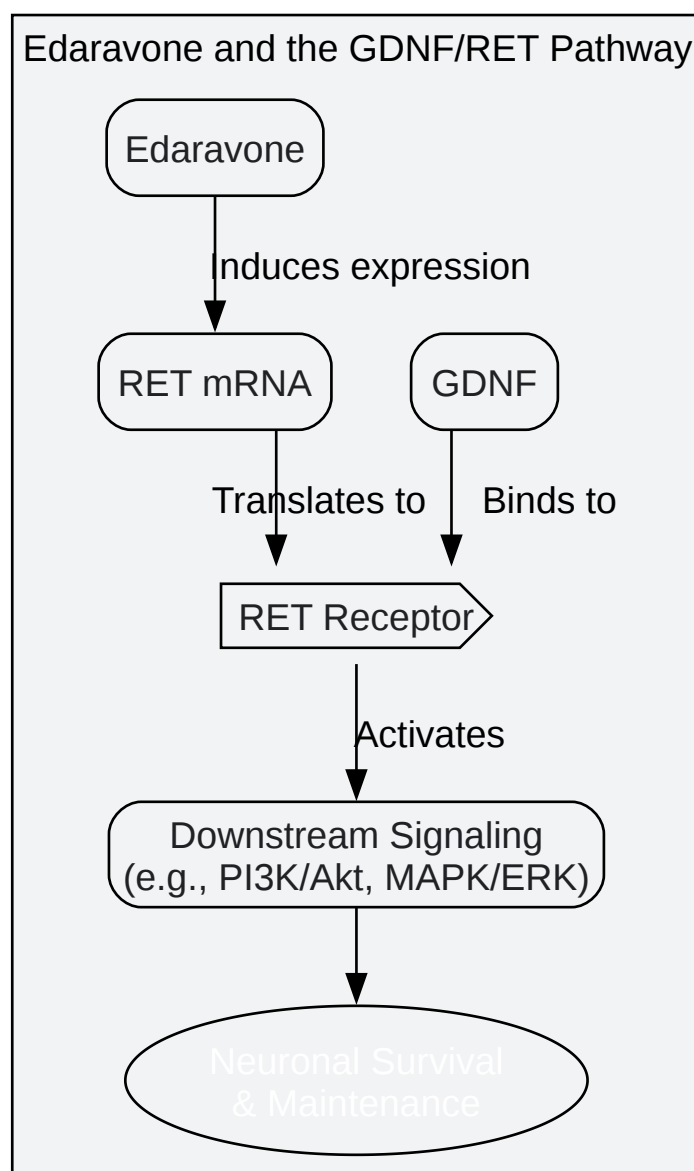 Edaravone and the GDNF/RET Pathway
Edaravone
Induces expression
RET mRNA
GDNF
Translates to
Binds to
RET Receptor
Activates
Downstream Signaling
(e.g., PI3K/Akt, MAPK/ERK)
Neuronal Survival
& Maintenance